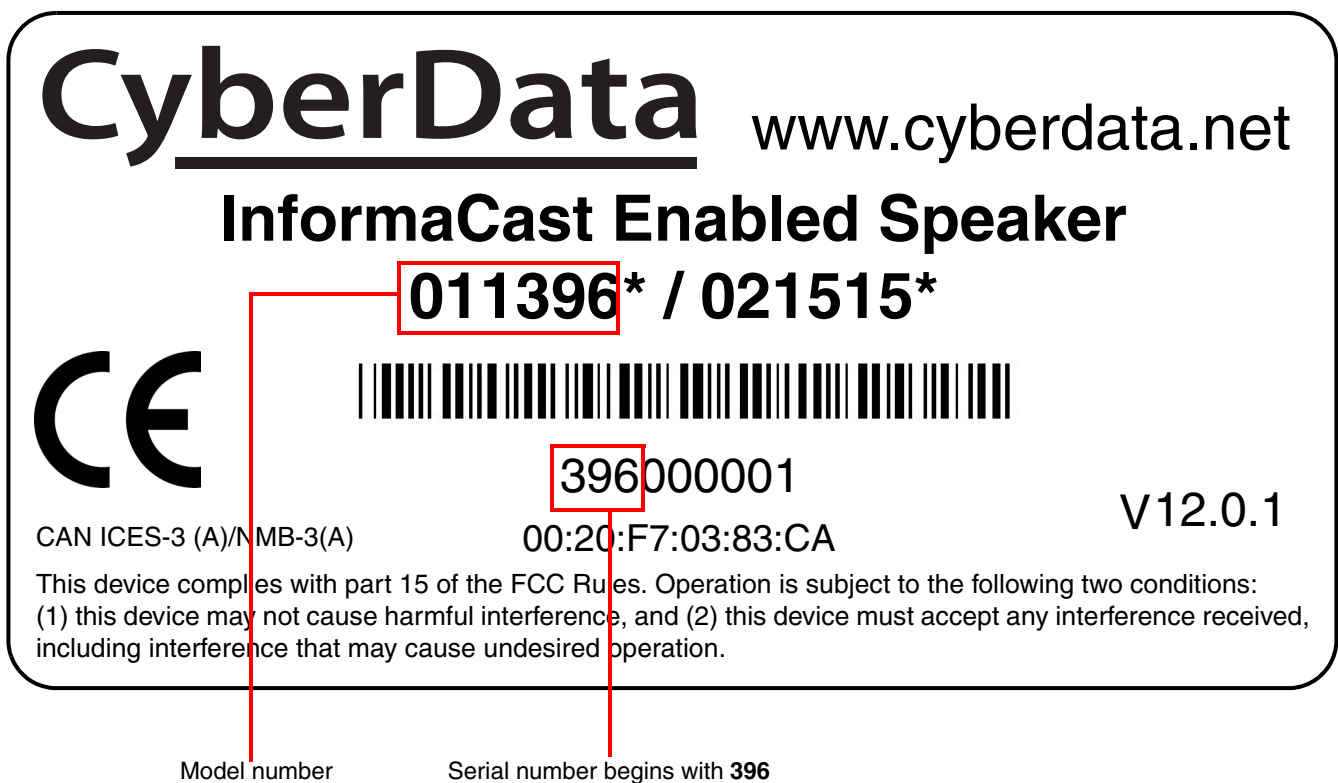 CyberData www.cyberdata.net
InformaCast Enabled Speaker
011396* / 021515*
CE
396000001
V12.0.1
CAN ICES-3 (A)/NMB-3(A) 00:20:F7:03:83:CA
This device complies with part 15 of the FCC Rules. Operation is subject to the following two conditions:
(1) this device may not cause harmful interference, and (2) this device must accept any interference received,
including interference that may cause undesired operation.
Model number Serial number begins with 396